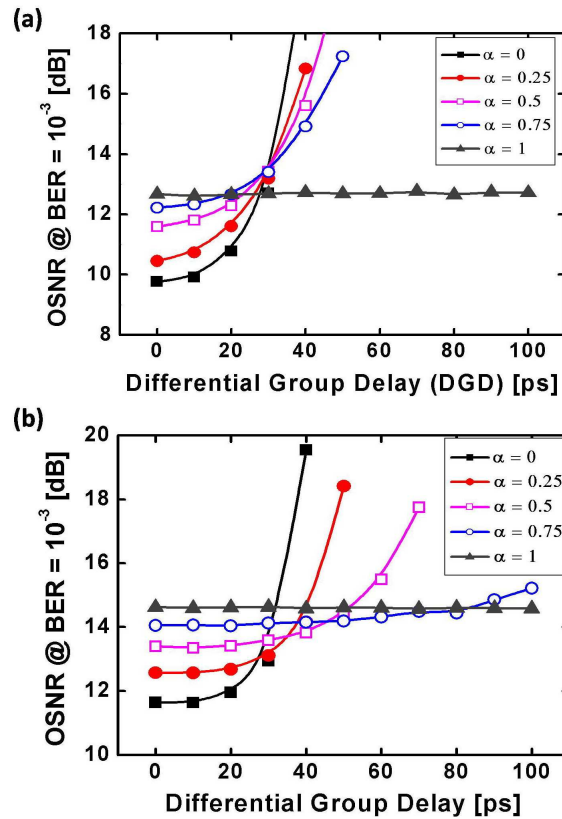 (a)
18
16
14
12
10
8
OSNR @ BER = 10⁻³ [dB]
α = 0
α = 0.25
α = 0.5
α = 0.75
α = 1
0 20 40 60 80 100
Differential Group Delay (DGD) [ps]
(b)
20
18
16
14
12
10
OSNR @ BER = 10⁻³ [dB]
α = 0
α = 0.25
α = 0.5
α = 0.75
α = 1
0 20 40 60 80 100
Differential Group Delay [ps]